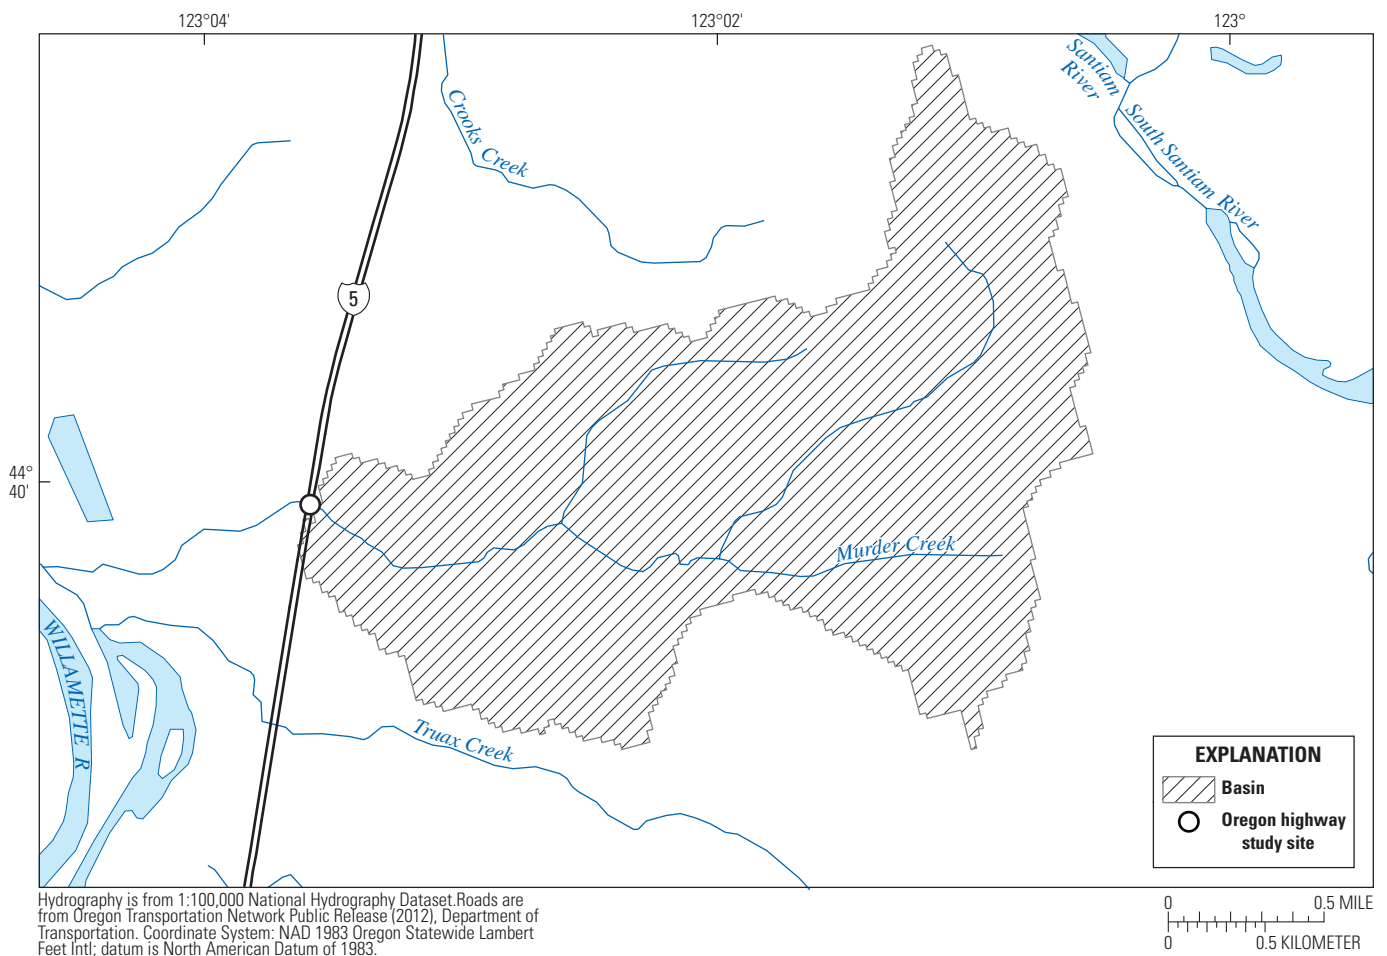 123°04'
123°02'
123°
Santiam
River
Crooks Creek
South Santiam River
5
44°
40'
Murder Creek
WILLAMETTE R
Truax Creek
EXPLANATION
Basin
Oregon highway
study site
Hydrography is from 1:100,000 National Hydrography Dataset.Roads are
from Oregon Transportation Network Public Release (2012), Department of
Transportation. Coordinate System: NAD 1983 Oregon Statewide Lambert
Feet Intl; datum is North American Datum of 1983.
0 0.5 MILE
0 0.5 KILOMETER